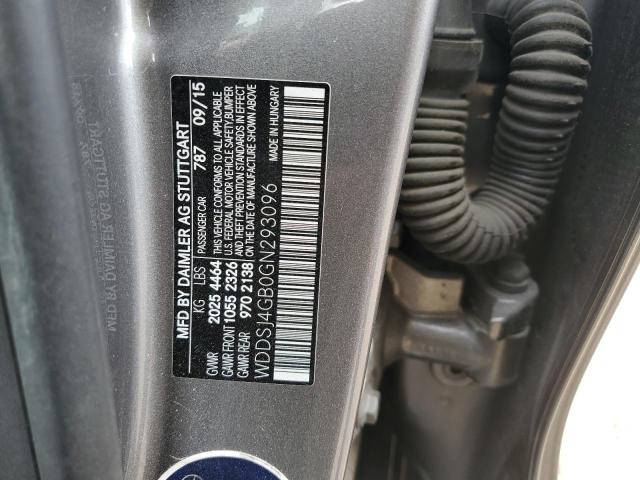 MFD BY DAIMLER AG STUTTGART
PASSENGER CAR 787 09/15
KG LBS
GVWR 2025 4464
GAWR FRONT 1055 2326
GAWR REAR 970 2138
THIS VEHICLE CONFORMS TO ALL APPLICABLE
U.S. FEDERAL MOTOR VEHICLE SAFETY,BUMPER
& THEFT PREVENTION STANDARDS IN EFFECT
ON THE DATE OF MANUFACTURE SHOWN ABOVE
WDDSJ4GB0GN293096
MADE IN HUNGARY